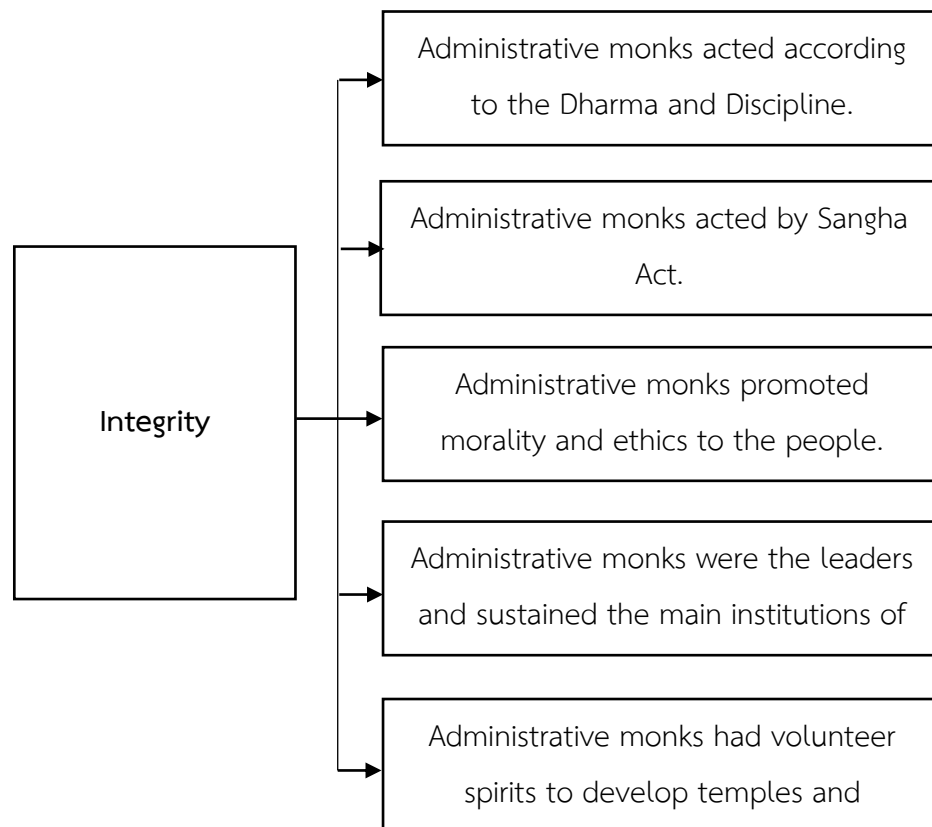 Integrity
Administrative monks acted according
to the Dharma and Discipline.
Administrative monks acted by Sangha
Act.
Administrative monks promoted
morality and ethics to the people.
Administrative monks were the leaders
and sustained the main institutions of
Administrative monks had volunteer
spirits to develop temples and